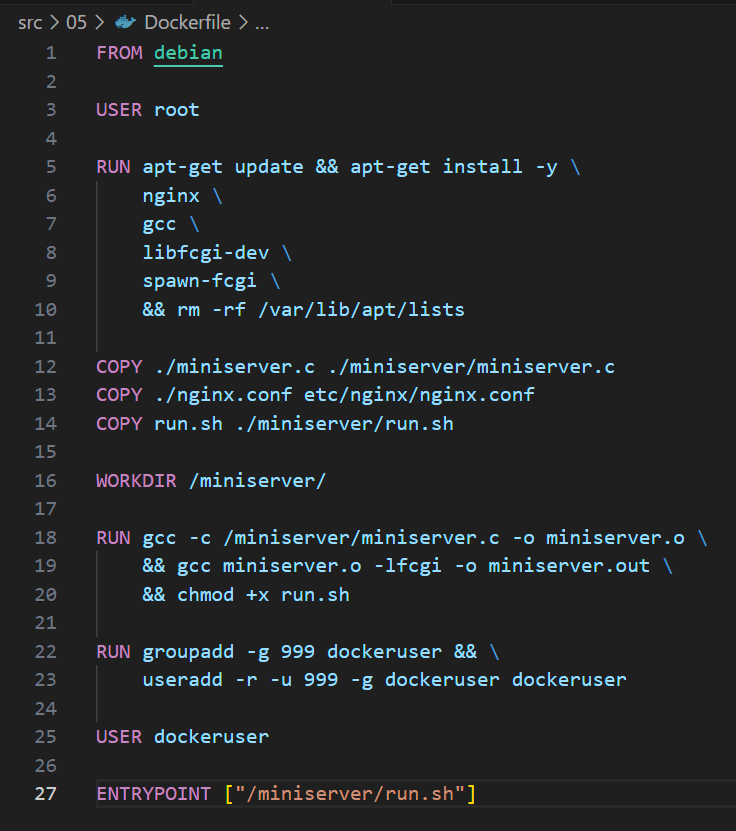 src > 05 > Dockerfile > ...
1 FROM debian
2
3 USER root
4
5 RUN apt-get update && apt-get install -y \
6     nginx \
7     gcc \
8     libfcgi-dev \
9     spawn-fcgi \
10     && rm -rf /var/lib/apt/lists
11
12 COPY ./miniserver.c ./miniserver/miniserver.c
13 COPY ./nginx.conf etc/nginx/nginx.conf
14 COPY run.sh ./miniserver/run.sh
15
16 WORKDIR /miniserver/
17
18 RUN gcc -c /miniserver/miniserver.c -o miniserver.o \
19     && gcc miniserver.o -lfcgi -o miniserver.out \
20     && chmod +x run.sh
21
22 RUN groupadd -g 999 dockeruser && \
23     useradd -r -u 999 -g dockeruser dockeruser
24
25 USER dockeruser
26
27 ENTRYPOINT ["/miniserver/run.sh"]